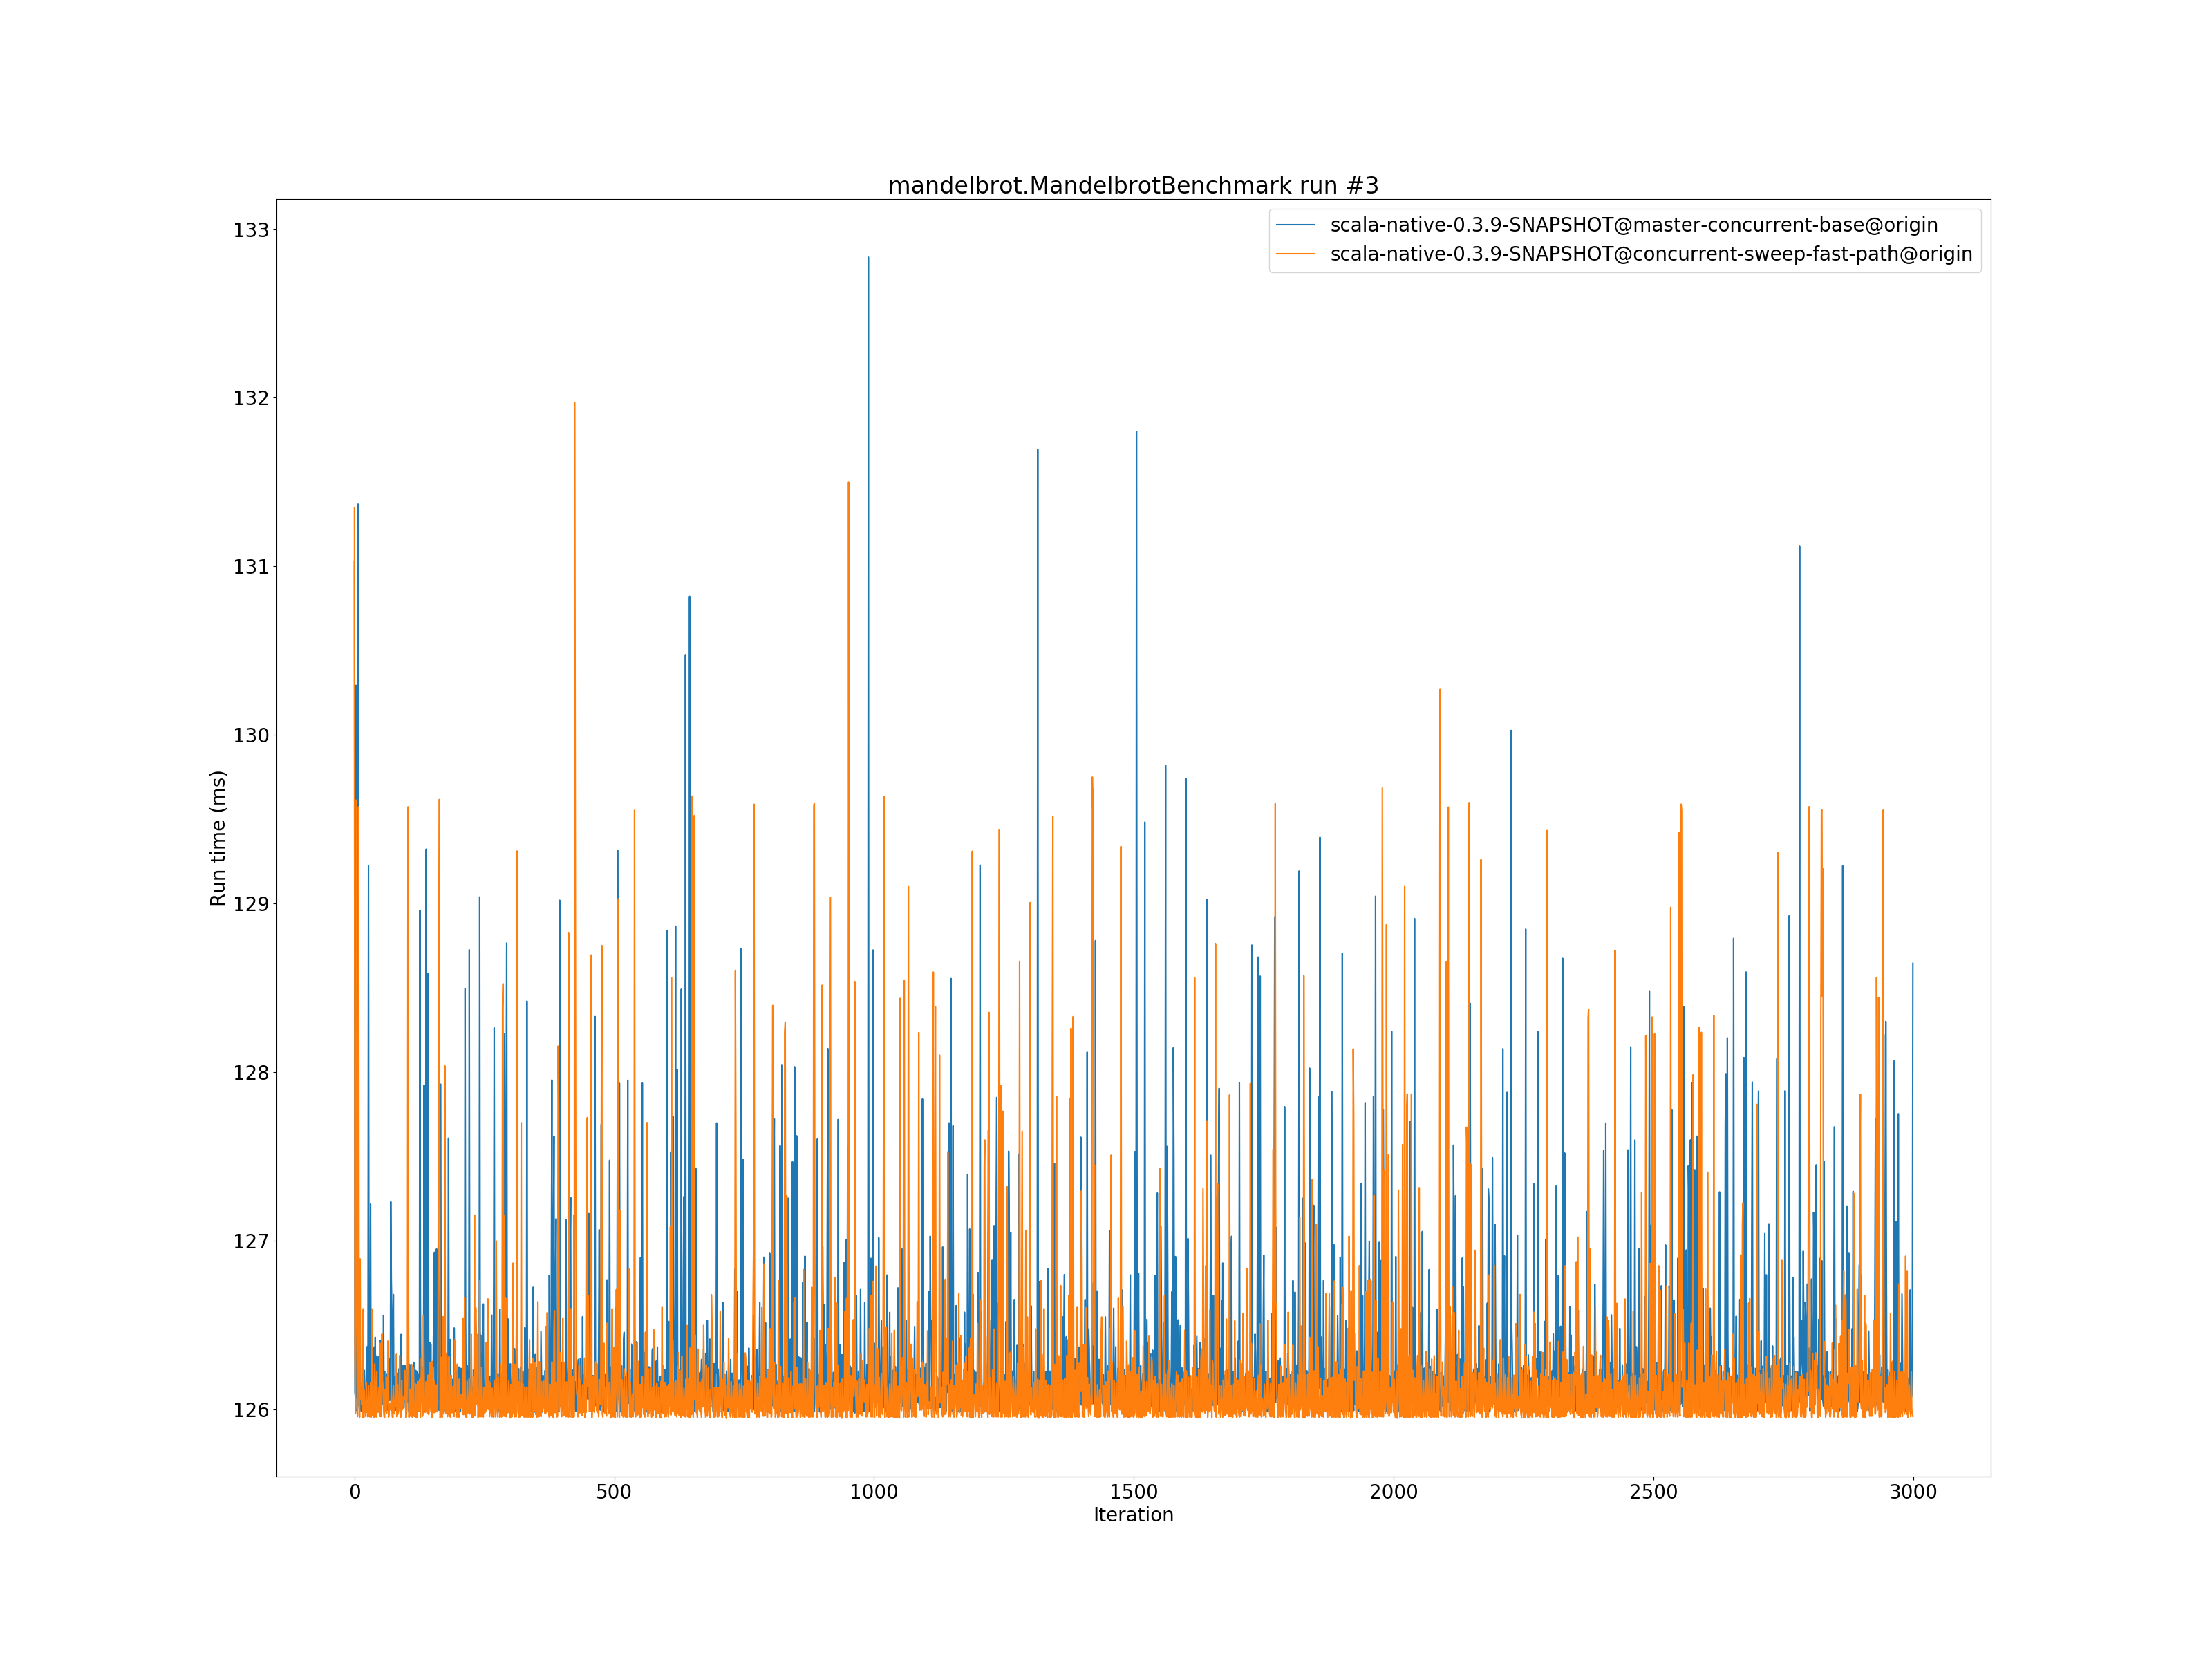 mandelbrot.MandelbrotBenchmark run #3
scala-native-0.3.9-SNAPSHOT@master-concurrent-base@origin
scala-native-0.3.9-SNAPSHOT@concurrent-sweep-fast-path@origin
133
132
131
130
129
128
127
126
Run time (ms)
0 500 1000 1500 2000 2500 3000
Iteration